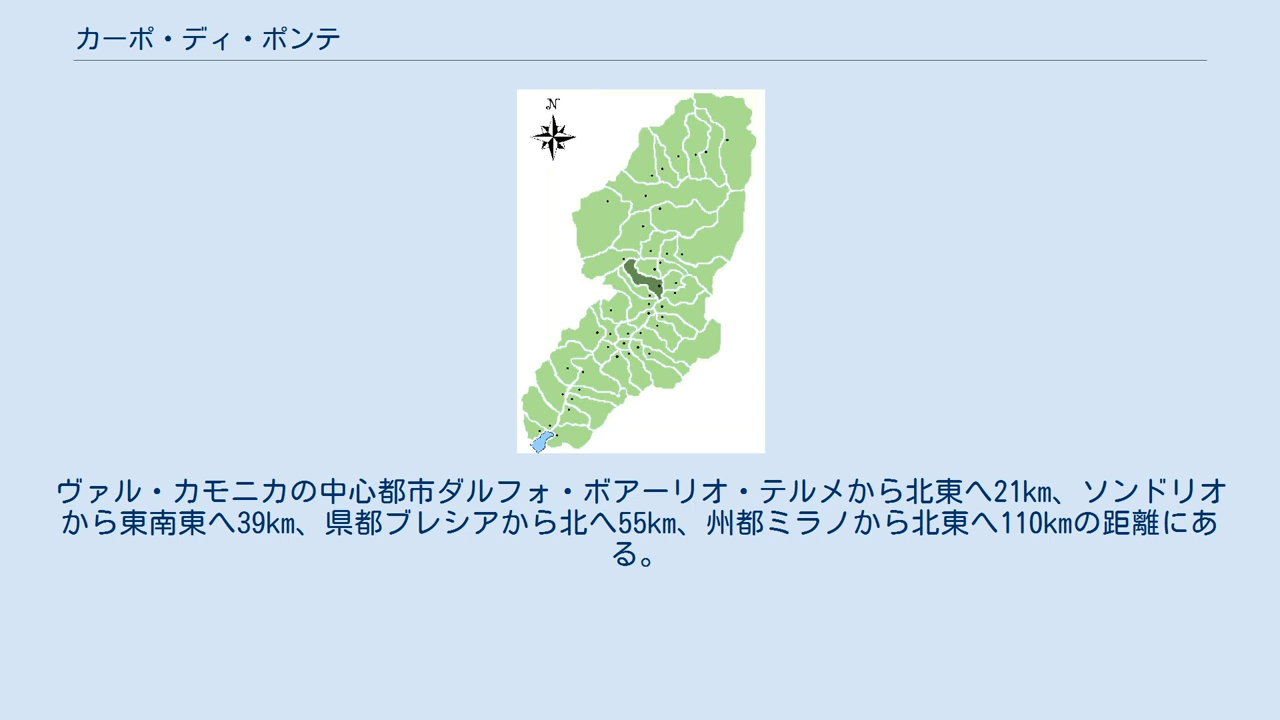 カーポ・ディ・ポンテ
N
ヴァル・カモニカの中心都市ダルフォ・ボアーリオ・テルメから北東へ21km、ソンドリオ
から東南東へ39km、県都ブレシアから北へ55km、州都ミラノから北東へ110kmの距離にあ
る。